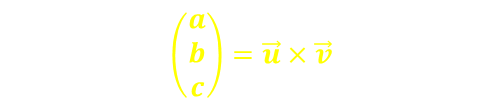 (a b c) = u⃗ × v⃗